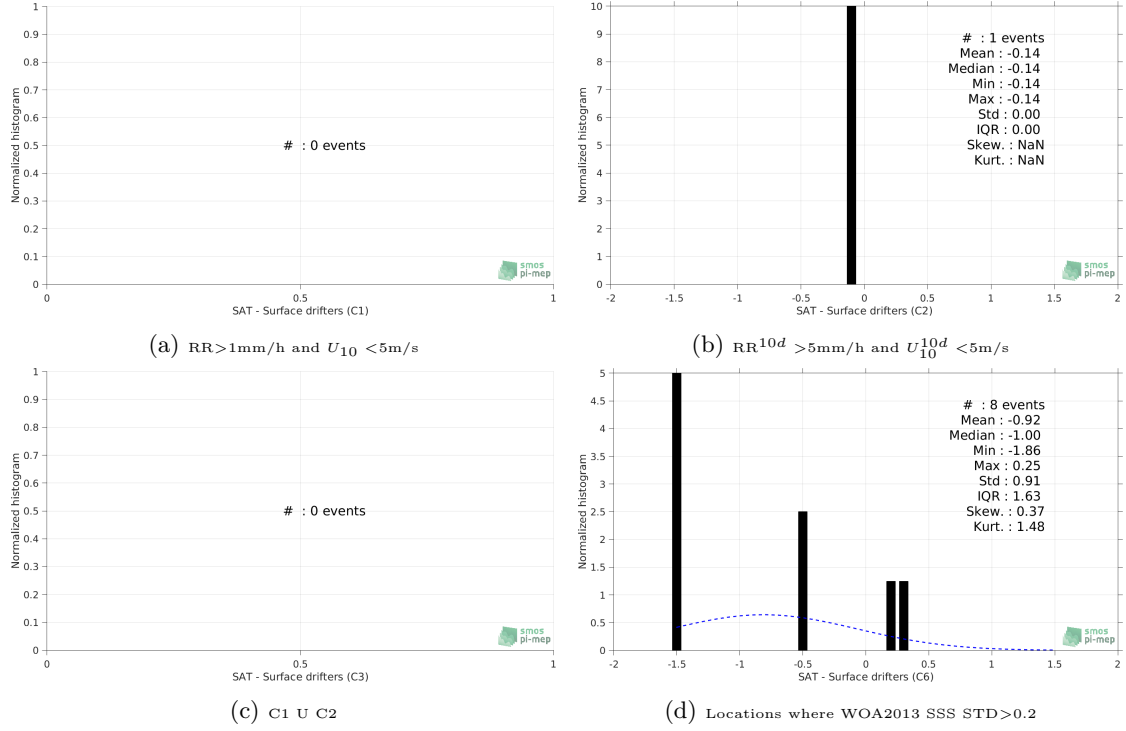 1
0.9
0.8
0.7
0.6
0.5
0.4
0.3
0.2
0.1
0
Normalized histogram
# : 0 events
smos
pi-mep
0 0.5 1
SAT - Surface drifters (C1)
(a) RR>1mm/h and U10 <5m/s
10
9
8
7
6
5
4
3
2
1
0
Normalized histogram
# : 1 events
Mean : -0.14
Median : -0.14
Min : -0.14
Max : -0.14
Std : 0.00
IQR : 0.00
Skew. : NaN
Kurt. : NaN
smos
pi-mep
-2 -1.5 -1 -0.5 0 0.5 1 1.5 2
SAT - Surface drifters (C2)
(b) RR10d >5mm/h and U10d10 <5m/s
1
0.9
0.8
0.7
0.6
0.5
0.4
0.3
0.2
0.1
0
Normalized histogram
# : 0 events
smos
pi-mep
0 0.5 1
SAT - Surface drifters (C3)
(c) C1 U C2
5
4.5
4
3.5
3
2.5
2
1.5
1
0.5
0
Normalized histogram
# : 8 events
Mean : -0.92
Median : -1.00
Min : -1.86
Max : 0.25
Std : 0.91
IQR : 1.63
Skew. : 0.37
Kurt. : 1.48
smos
pi-mep
-2 -1.5 -1 -0.5 0 0.5 1 1.5 2
SAT - Surface drifters (C6)
(d) Locations where WOA2013 SSS STD>0.2